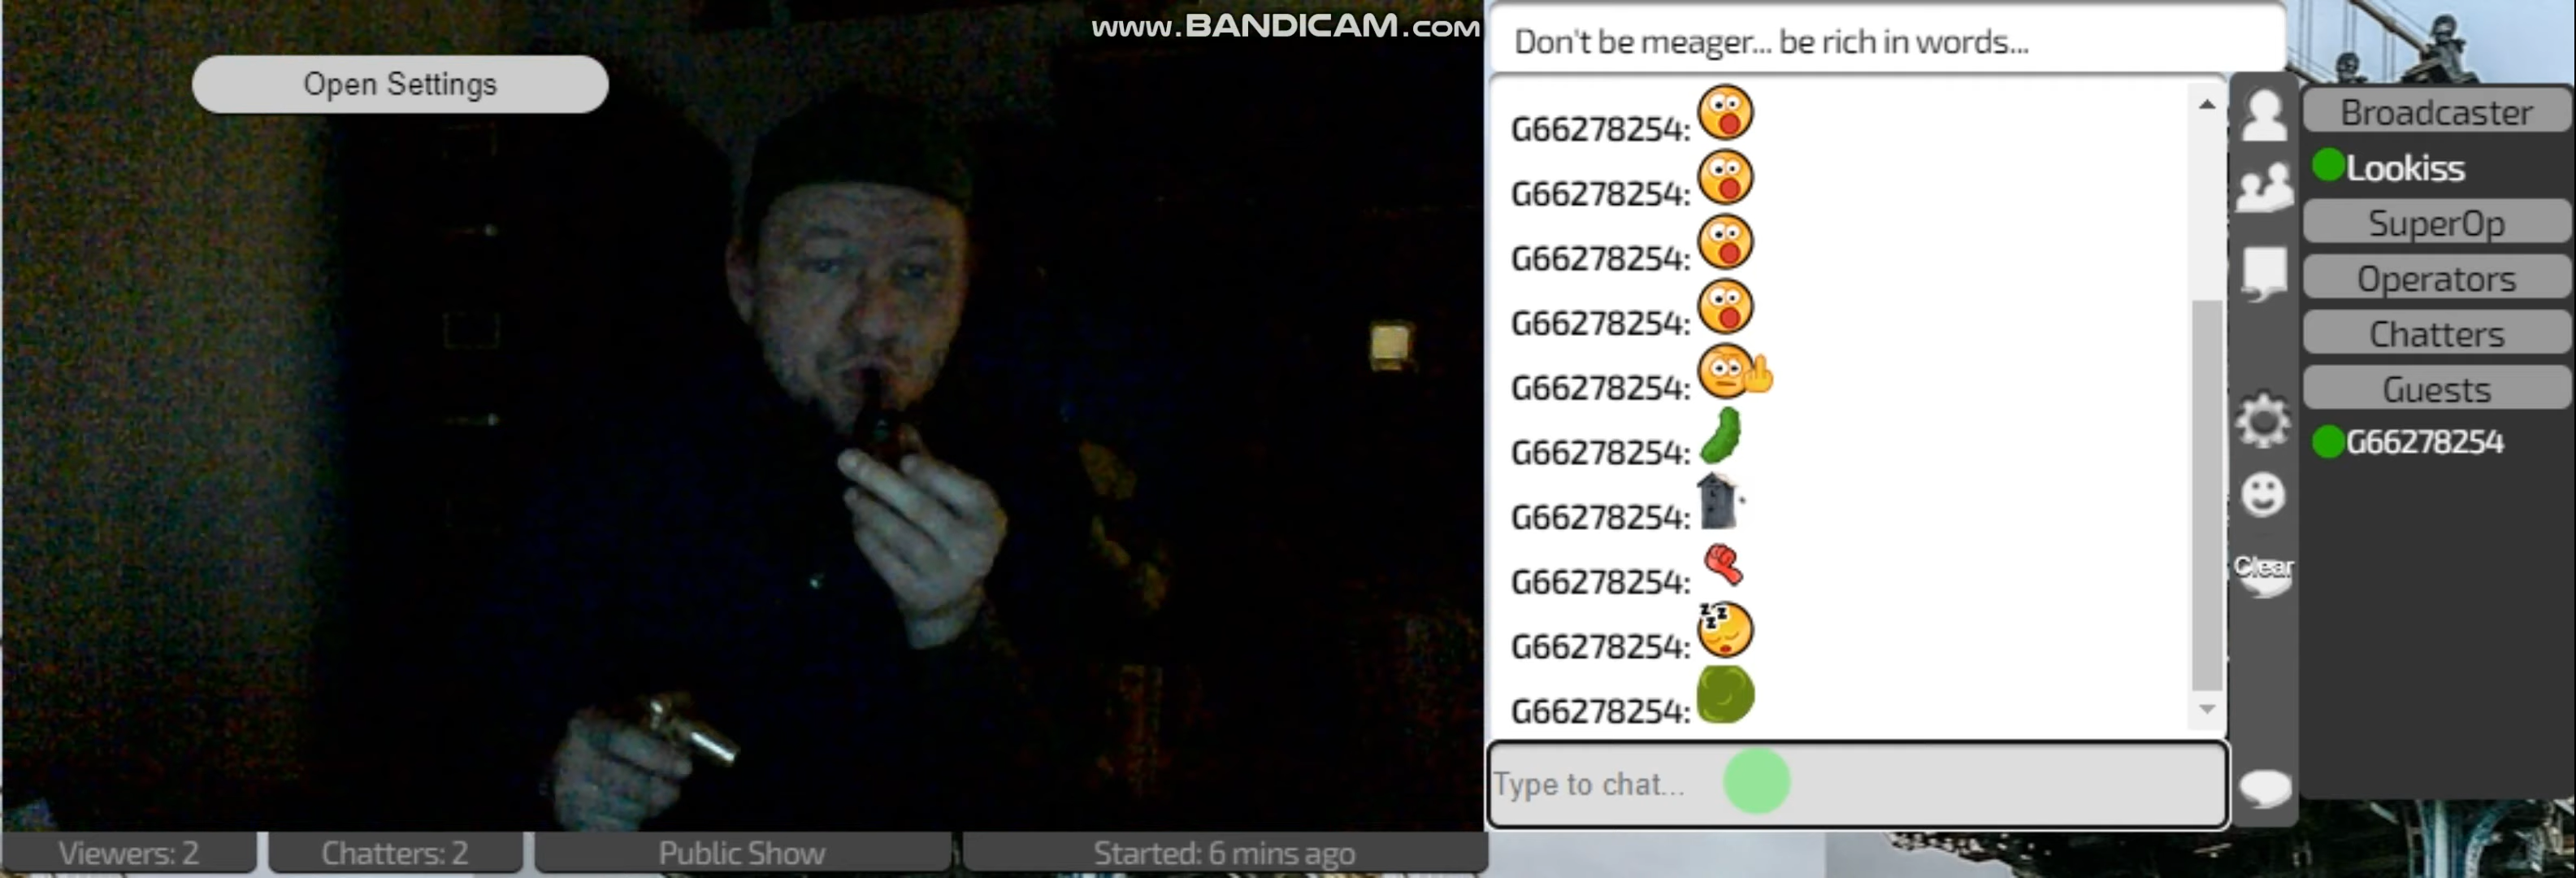 www.BANDICAM.com
Open Settings
Don't be meager... be rich in words...
G66278254:
G66278254:
G66278254:
G66278254:
G66278254:
G66278254:
G66278254:
G66278254:
G66278254:
zzz
G66278254:
Type to chat...
Clear
Broadcaster
Lookiss
SuperOp
Operators
Chatters
Guests
G66278254
Viewers: 2
Chatters: 2
Public Show
Started: 6 mins ago